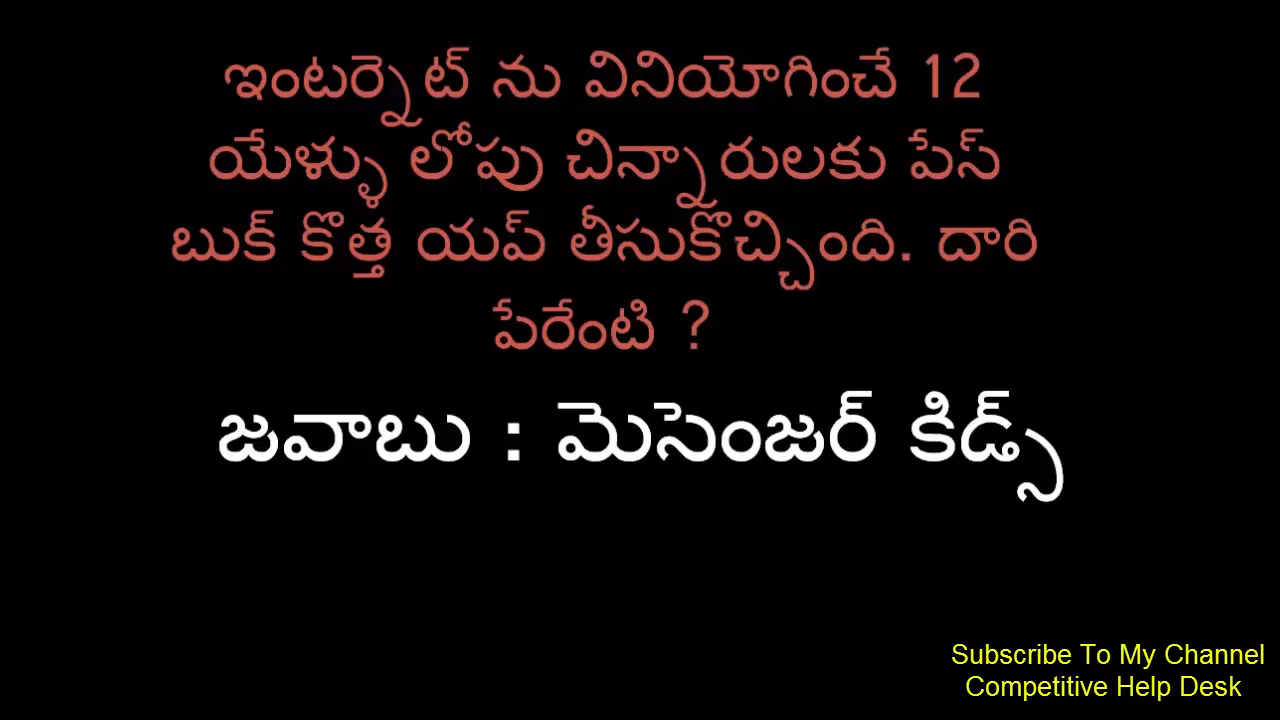 ఇంటర్నెట్ ను వినియోగించే 12
యేళ్ళు లోపు చిన్నారులకు పేస్
బుక్ కొత్త యప్ తీసుకొచ్చింది. దాని
పేరేంటి ?
జవాబు : మెసెంజర్ కిడ్స్
Subscribe To My Channel
Competitive Help Desk